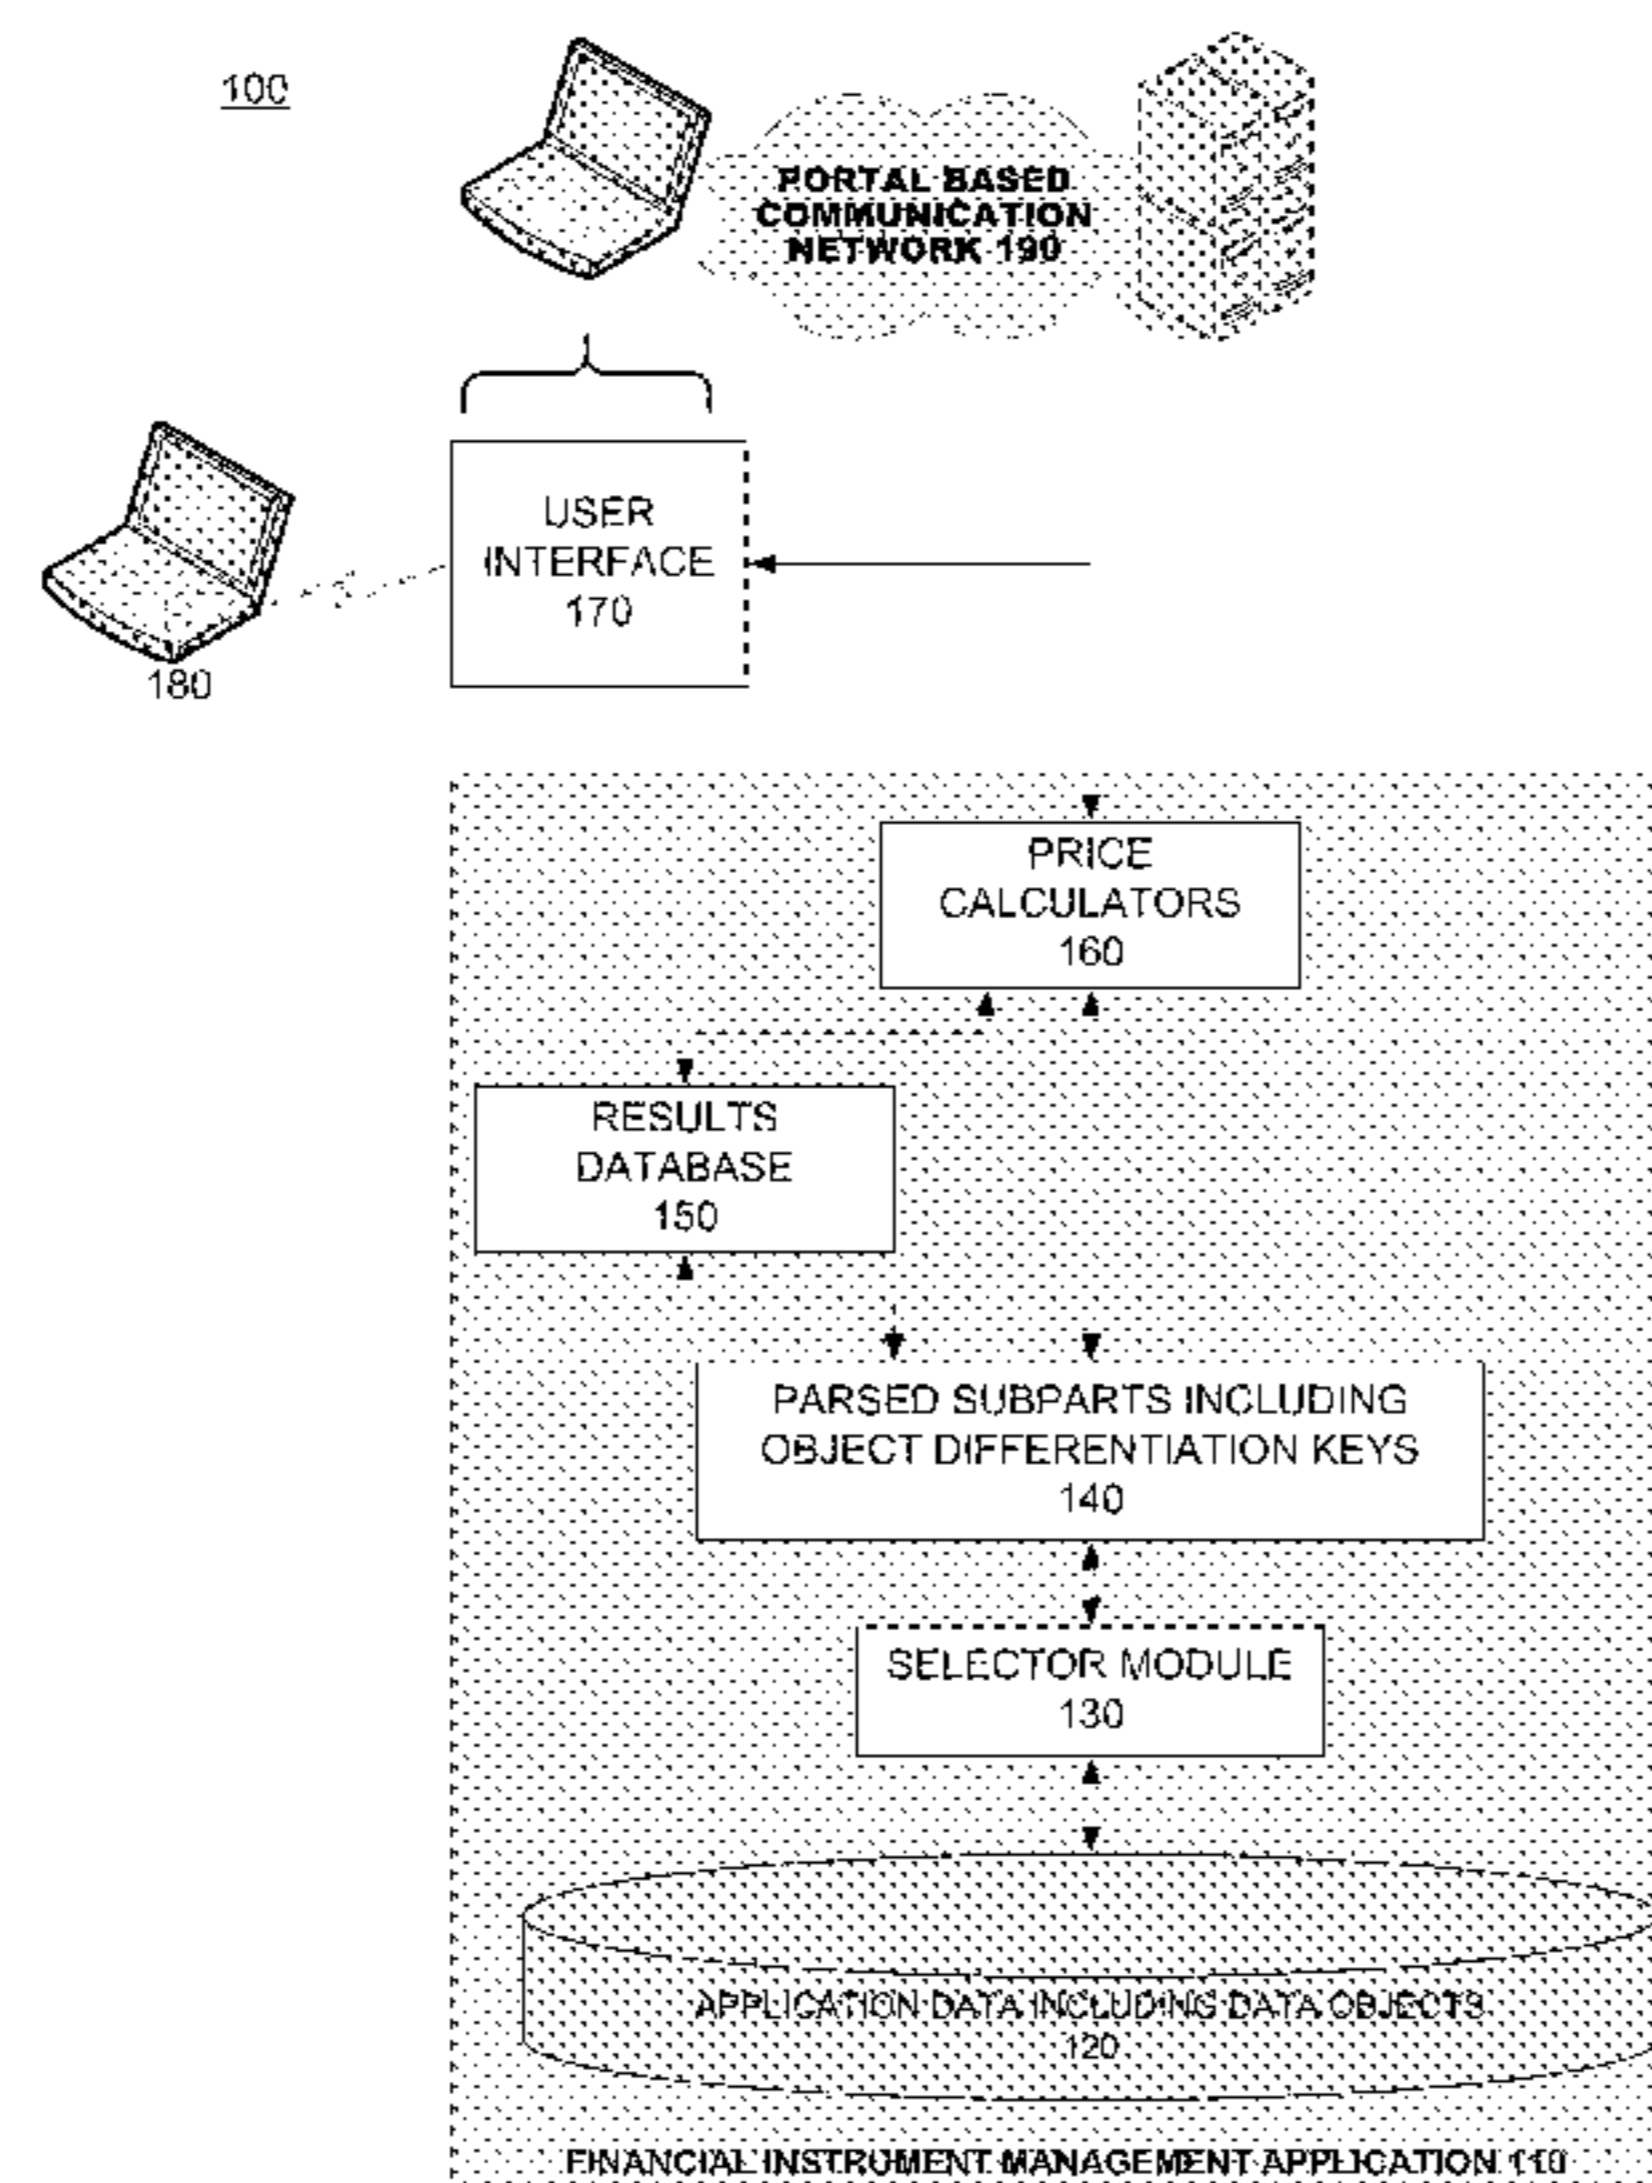 100
PORTAL BASED
COMMUNICATION
NETWORK 190
USER
INTERFACE
170
180
PRICE
CALCULATORS
160
RESULTS
DATABASE
150
PARSED SUBPARTS INCLUDING
OBJECT DIFFERENTIATION KEYS
140
SELECTOR MODULE
130
APPLICATION DATA INCLUDING DATA OBJECTS
120
FINANCIAL INSTRUMENT MANAGEMENT APPLICATION 110